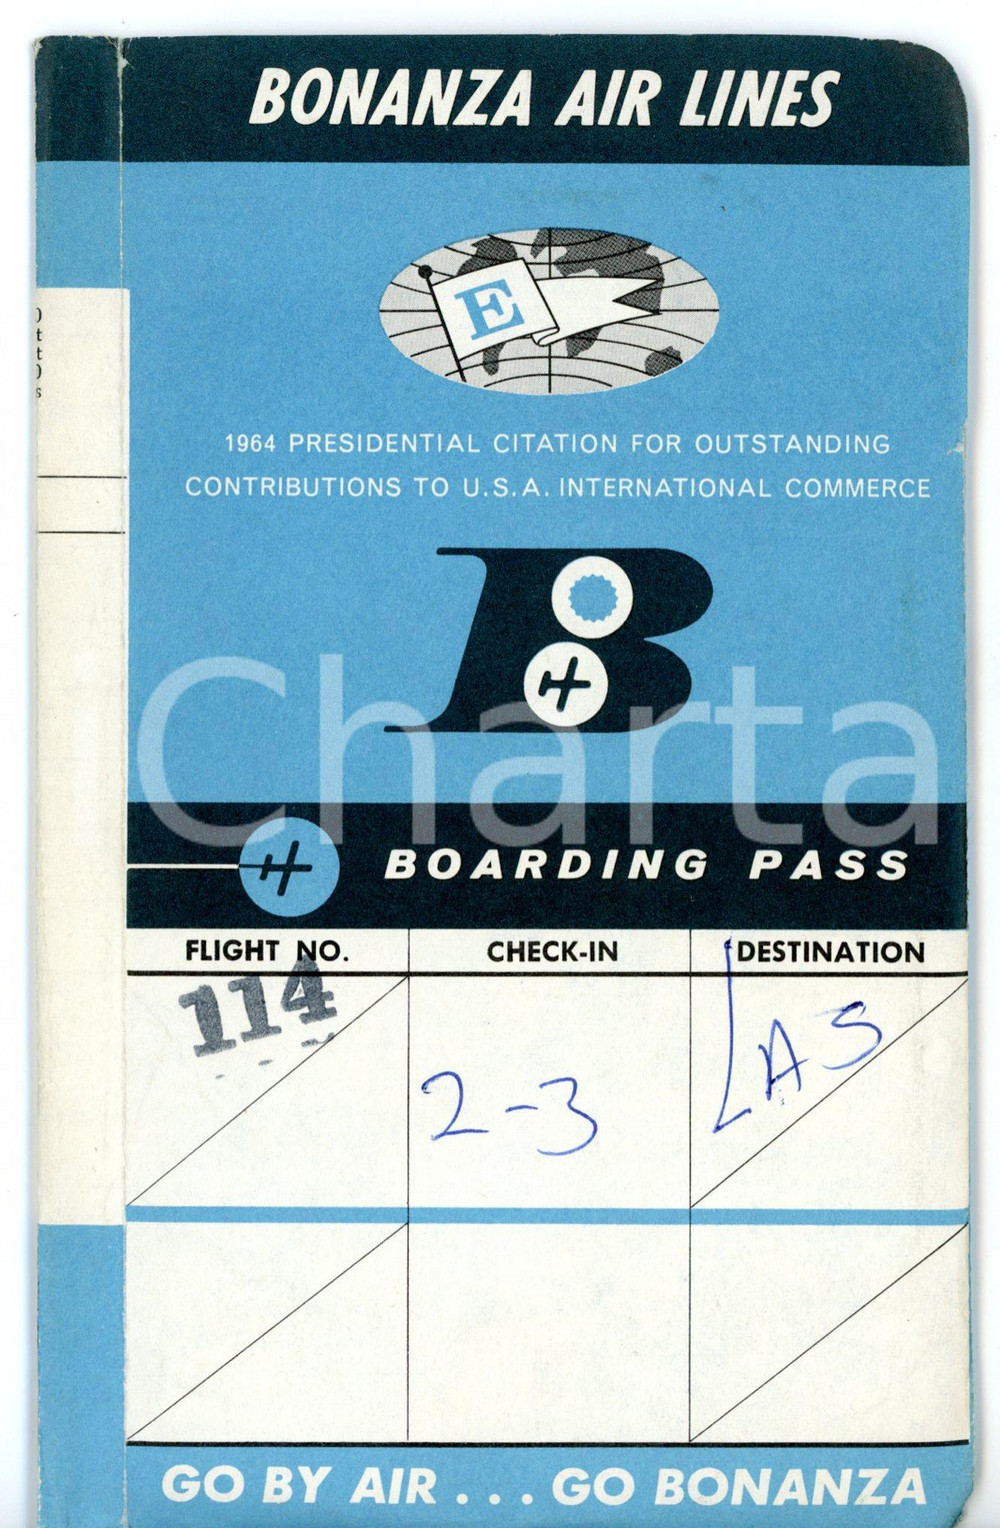 BONANZA AIR LINES
E
1964 PRESIDENTIAL CITATION FOR OUTSTANDING
CONTRIBUTIONS TO U.S.A. INTERNATIONAL COMMERCE
B
iCharta
BOARDING PASS
FLIGHT NO. CHECK-IN DESTINATION
114 2-3 LAS
GO BY AIR . . . GO BONANZA